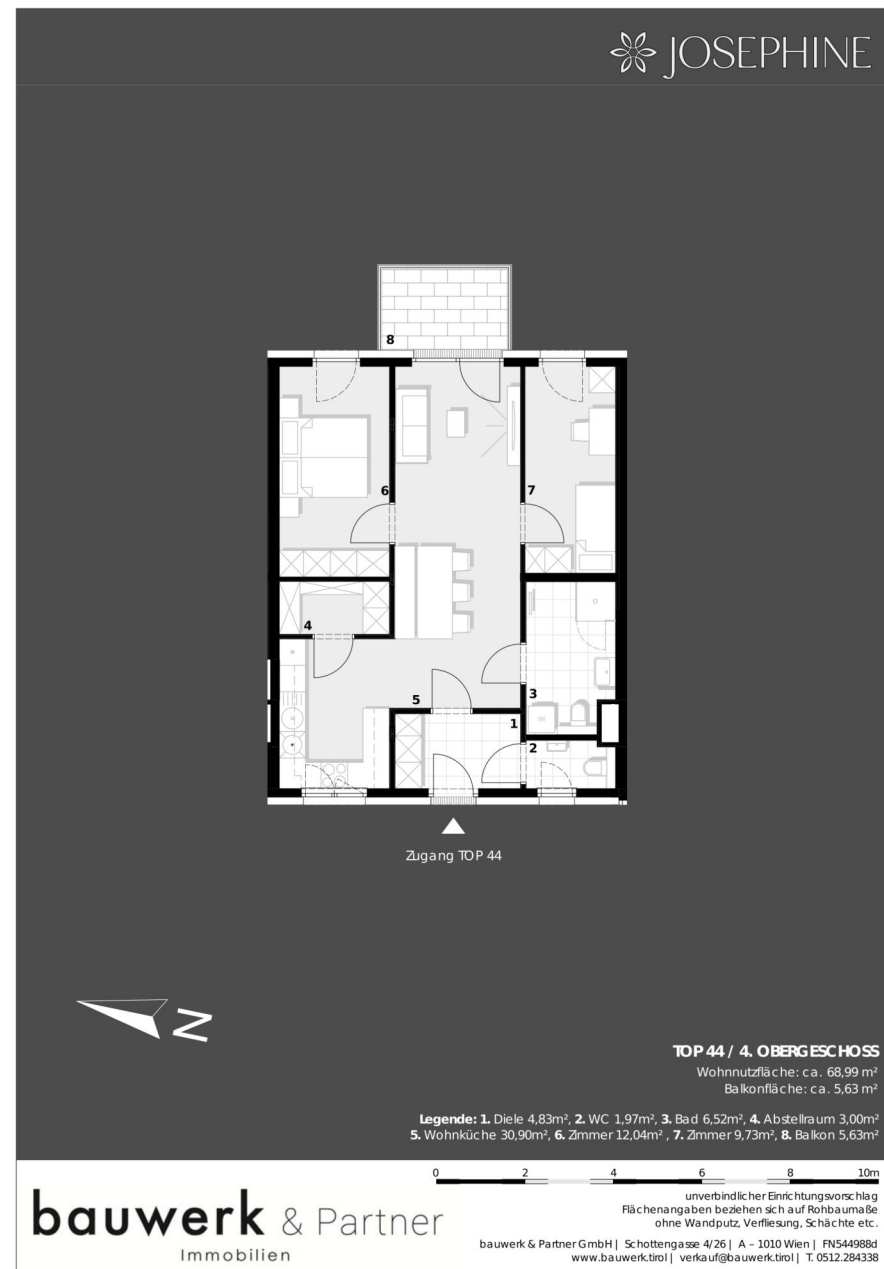 JOSEPHINE
8
6
7
4
5
3
1
2
Zugang TOP 44
N
TOP 44 / 4. OBERGESCHOSS
Wohnnutzfläche: ca. 68,99 m²
Balkonfläche: ca. 5,63 m²
Legende: 1. Diele 4,83m², 2. WC 1,97m², 3. Bad 6,52m², 4. Abstellraum 3,00m²
5. Wohnküche 30,90m², 6. Zimmer 12,04m² , 7. Zimmer 9,73m², 8. Balkon 5,63m²
0 2 4 6 8 10m
unverbindlicher Einrichtungsvorschlag
Flächenangaben beziehen sich auf Rohbaumaße
ohne Wandputz, Verfliesung, Schächte etc.
bauwerk & Partner
Immobilien
bauwerk & Partner GmbH | Schottengasse 4/26 | A – 1010 Wien | FN544988d
www.bauwerk.tirol | verkauf@bauwerk.tirol | T. 0512.284338